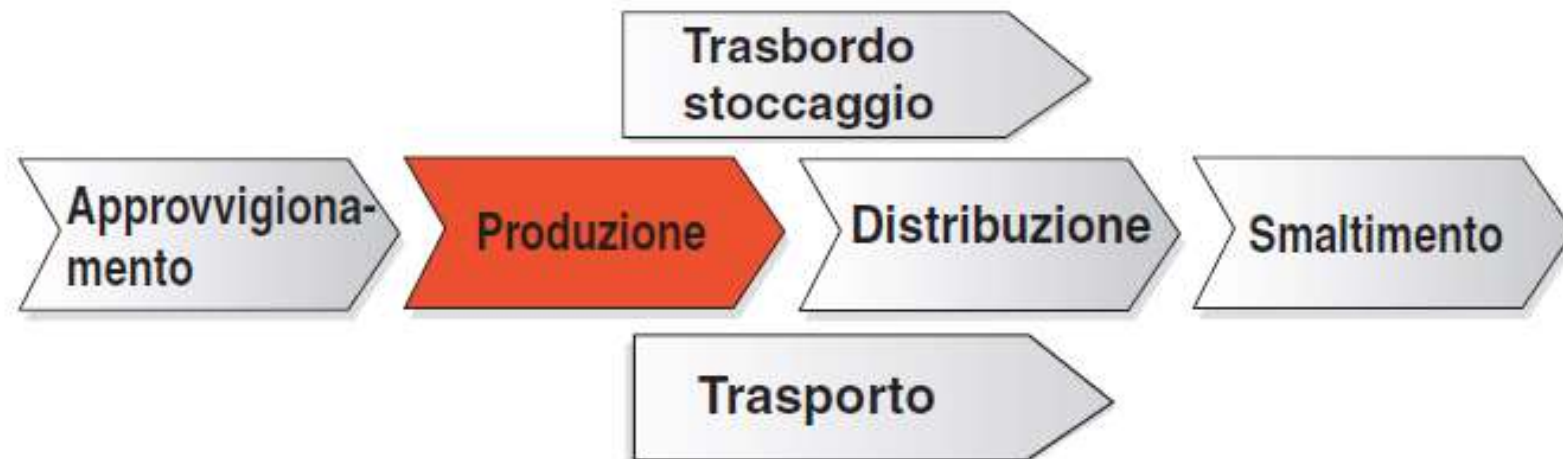 Trasbordo
stoccaggio
Approvvigiona-
mento
Produzione
Distribuzione
Smaltimento
Trasporto